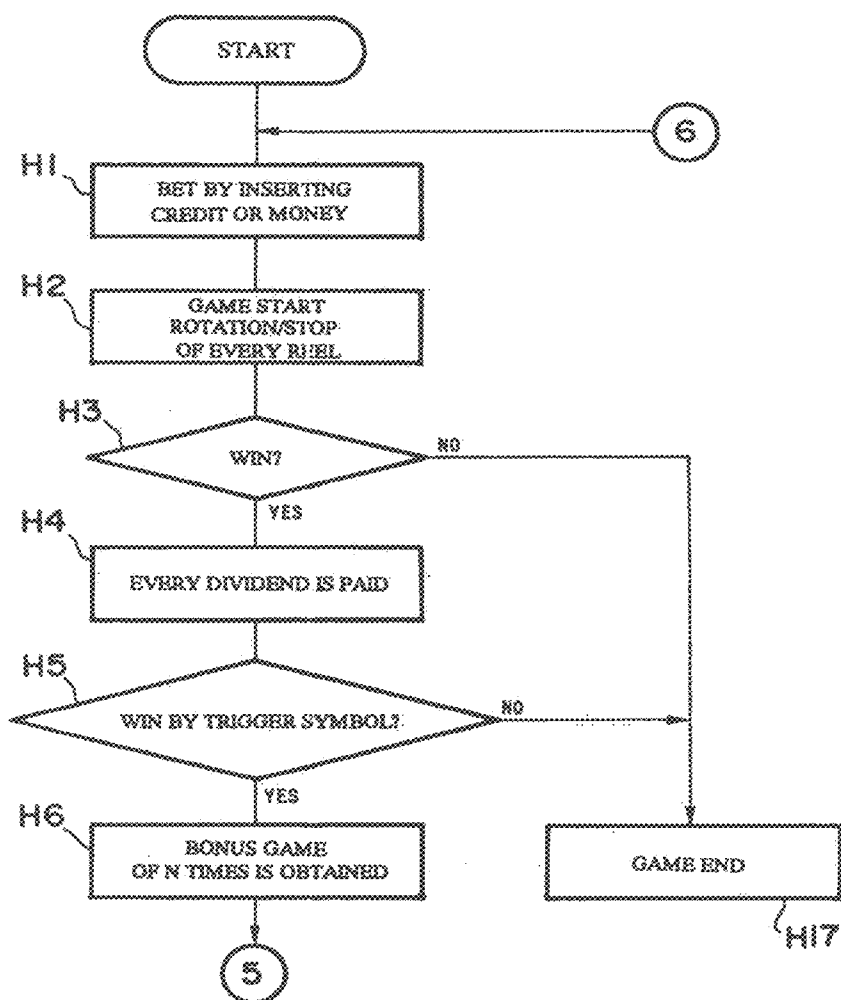 START
6
H1
BET BY INSERTING
CREDIT OR MONEY
H2
GAME START
ROTATION/STOP
OF EVERY REEL
H3
WIN?
NO
YES
H4
EVERY DIVIDEND IS PAID
H5
WIN BY TRIGGER SYMBOL?
NO
YES
H6
BONUS GAME
OF N TIMES IS OBTAINED
GAME END
H17
5